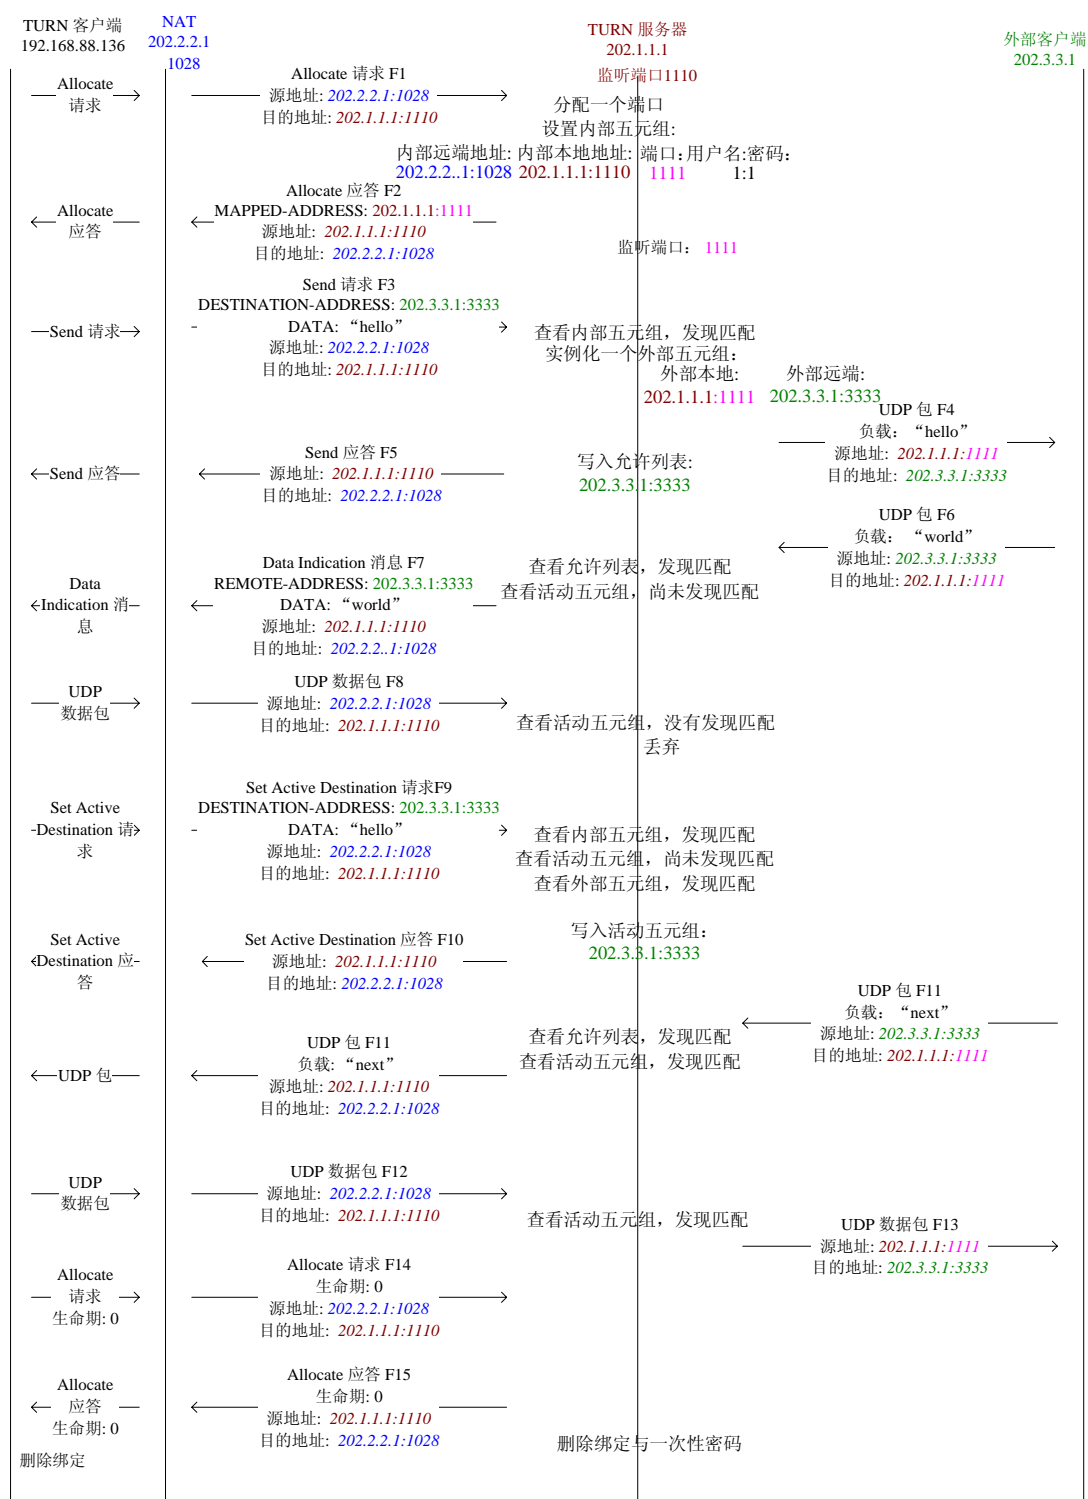 TURN 客户端
192.168.88.136
NAT
202.2.2.1
1028
TURN 服务器
202.1.1.1
监听端口1110
外部客户端
202.3.3.1
Allocate
请求
Allocate 请求 F1
源地址: 202.2.2.1:1028
目的地址: 202.1.1.1:1110
分配一个端口
设置内部五元组:
内部远端地址: 内部本地地址: 端口: 用户名:密码:
202.2.2..1:1028 202.1.1.1:1110 1111 1:1
Allocate
应答
Allocate 应答 F2
MAPPED-ADDRESS: 202.1.1.1:1111
源地址: 202.1.1.1:1110
目的地址: 202.2.2.1:1028
监听端口: 1111
Send 请求
Send 请求 F3
DESTINATION-ADDRESS: 202.3.3.1:3333
DATA: “hello”
源地址: 202.2.2.1:1028
目的地址: 202.1.1.1:1110
查看内部五元组，发现匹配
实例化一个外部五元组:
外部本地: 外部远端:
202.1.1.1:1111 202.3.3.1:3333
UDP 包 F4
负载: “hello”
源地址: 202.1.1.1:1111
目的地址: 202.3.3.1:3333
Send 应答
Send 应答 F5
源地址: 202.1.1.1:1110
目的地址: 202.2.2.1:1028
写入允许列表:
202.3.3.1:3333
UDP 包 F6
负载: “world”
源地址: 202.3.3.1:3333
目的地址: 202.1.1.1:1111
Data
Indication 消
息
Data Indication 消息 F7
REMOTE-ADDRESS: 202.3.3.1:3333
DATA: “world”
源地址: 202.1.1.1:1110
目的地址: 202.2.2..1:1028
查看允许列表，发现匹配
查看活动五元组，尚未发现匹配
UDP
数据包
UDP 数据包 F8
源地址: 202.2.2.1:1028
目的地址: 202.1.1.1:1110
查看活动五元组，没有发现匹配
丢弃
Set Active
Destination 请
求
Set Active Destination 请求F9
DESTINATION-ADDRESS: 202.3.3.1:3333
DATA: “hello”
源地址: 202.2.2.1:1028
目的地址: 202.1.1.1:1110
查看内部五元组，发现匹配
查看活动五元组，尚未发现匹配
查看外部五元组，发现匹配
Set Active
Destination 应
答
Set Active Destination 应答 F10
源地址: 202.1.1.1:1110
目的地址: 202.2.2.1:1028
写入活动五元组:
202.3.3.1:3333
UDP 包 F11
负载: “next”
源地址: 202.3.3.1:3333
目的地址: 202.1.1.1:1111
查看允许列表，发现匹配
查看活动五元组，发现匹配
UDP 包
UDP 包 F11
负载: “next”
源地址: 202.1.1.1:1110
目的地址: 202.2.2.1:1028
UDP
数据包
UDP 数据包 F12
源地址: 202.2.2.1:1028
目的地址: 202.1.1.1:1110
查看活动五元组，发现匹配
UDP 数据包 F13
源地址: 202.1.1.1:1111
目的地址: 202.3.3.1:3333
Allocate
请求
生命期: 0
Allocate 请求 F14
生命期: 0
源地址: 202.2.2.1:1028
目的地址: 202.1.1.1:1110
Allocate
应答
生命期: 0
Allocate 应答 F15
生命期: 0
源地址: 202.1.1.1:1110
目的地址: 202.2.2.1:1028
删除绑定
删除绑定与一次性密码